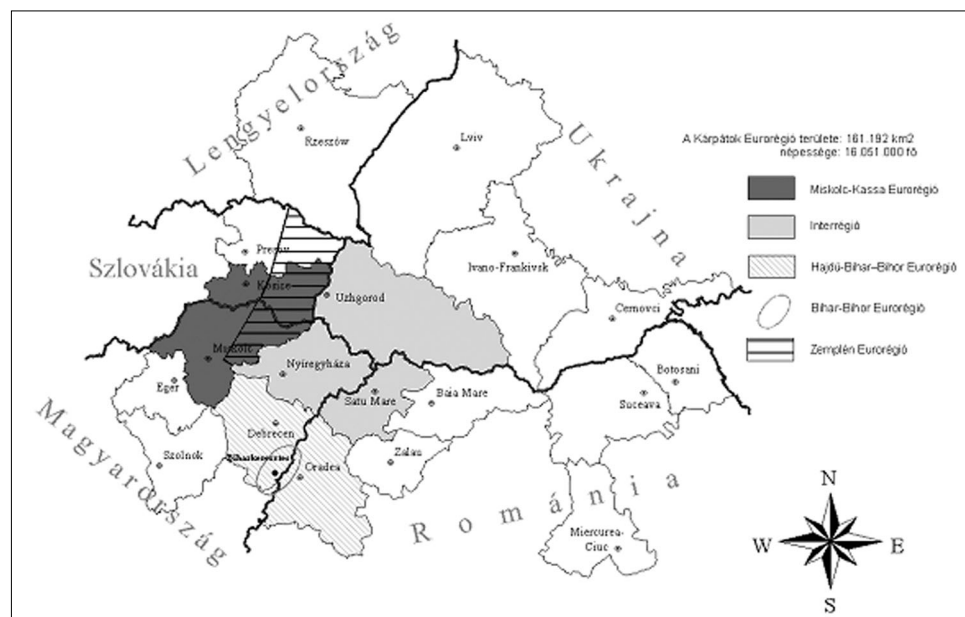 Lengyelország
Ukrajna
Rzeszów
Lviv
A Kárpátok Eurorégió területe: 161.192 km2
népessége: 16.051.000 fő
Miskolc-Kassa Eurorégió
Interrégió
Hajdú-Bihar–Bihor Eurorégió
Bihar-Bihor Eurorégió
Zemplén Eurorégió
Presov
Ivano-Frankivsk
Szlovákia
Kosice
Uzhgorod
Cernovci
Miskolc
Nyíregyháza
Botosani
Eger
Satu Mare
Baia Mare
Suceava
Debrecen
Szolnok
Biharkeresztes
Oradea
Zalau
Magyarország
Románia
Miercurea-
Ciuc
N
W
E
S